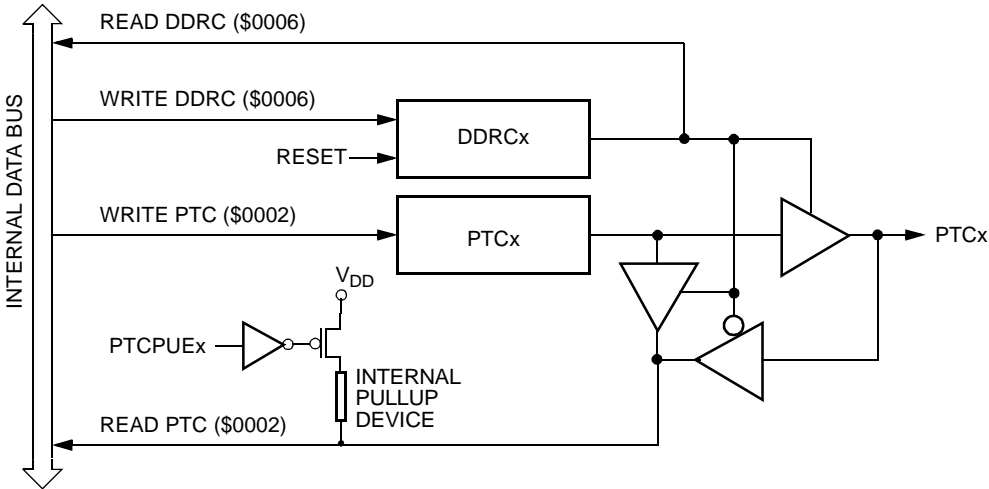 READ DDRC ($0006)
WRITE DDRC ($0006)
DDRCx
RESET
WRITE PTC ($0002)
PTCx
PTCx
VDD
PTCPUEx
INTERNAL
PULLUP
DEVICE
READ PTC ($0002)
INTERNAL DATA BUS